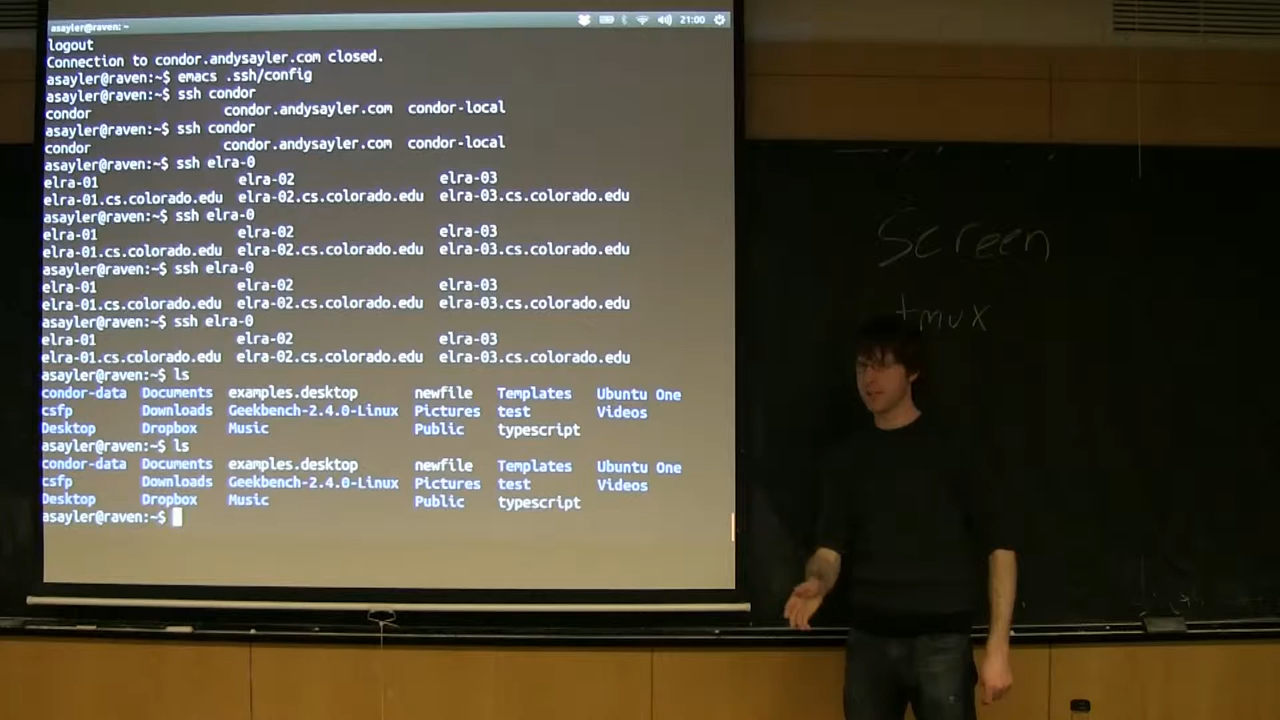 asayler@raven: ~ 21:00
logout
Connection to condor.andysayler.com closed.
asayler@raven:~$ emacs .ssh/config
asayler@raven:~$ ssh condor
condor condor.andysayler.com condor-local
asayler@raven:~$ ssh condor
condor condor.andysayler.com condor-local
asayler@raven:~$ ssh elra-0
elra-01 elra-02 elra-03
elra-01.cs.colorado.edu elra-02.cs.colorado.edu elra-03.cs.colorado.edu
asayler@raven:~$ ssh elra-0
elra-01 elra-02 elra-03
elra-01.cs.colorado.edu elra-02.cs.colorado.edu elra-03.cs.colorado.edu
asayler@raven:~$ ssh elra-0
elra-01 elra-02 elra-03
elra-01.cs.colorado.edu elra-02.cs.colorado.edu elra-03.cs.colorado.edu
asayler@raven:~$ ssh elra-0
elra-01 elra-02 elra-03
elra-01.cs.colorado.edu elra-02.cs.colorado.edu elra-03.cs.colorado.edu
asayler@raven:~$ ls
condor-data Documents examples.desktop newfile Templates Ubuntu One
csfp Downloads Geekbench-2.4.0-Linux Pictures test Videos
Desktop Dropbox Music Public typescript
asayler@raven:~$ ls
condor-data Documents examples.desktop newfile Templates Ubuntu One
csfp Downloads Geekbench-2.4.0-Linux Pictures test Videos
Desktop Dropbox Music Public typescript
asayler@raven:~$
Screen
tmux